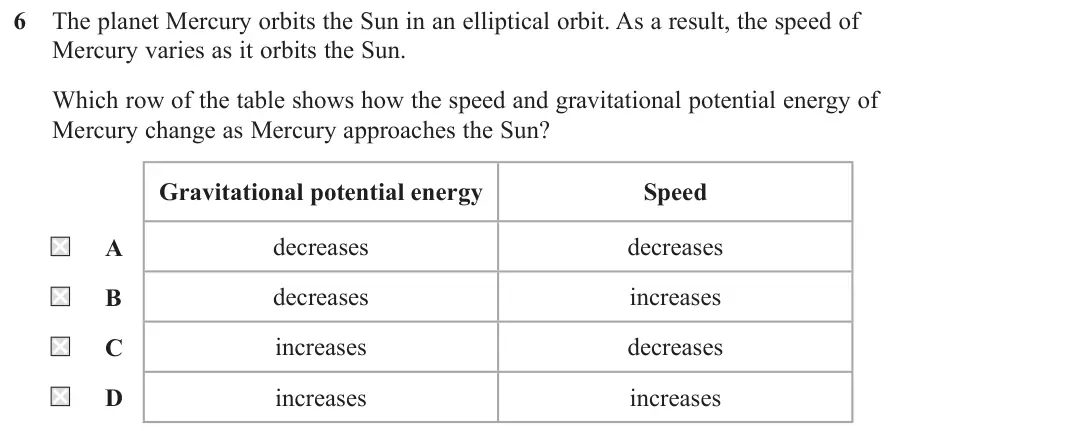 6 The planet Mercury orbits the Sun in an elliptical orbit. As a result, the speed of
Mercury varies as it orbits the Sun.
Which row of the table shows how the speed and gravitational potential energy of
Mercury change as Mercury approaches the Sun?
Gravitational potential energy Speed
A decreases decreases
B decreases increases
C increases decreases
D increases increases